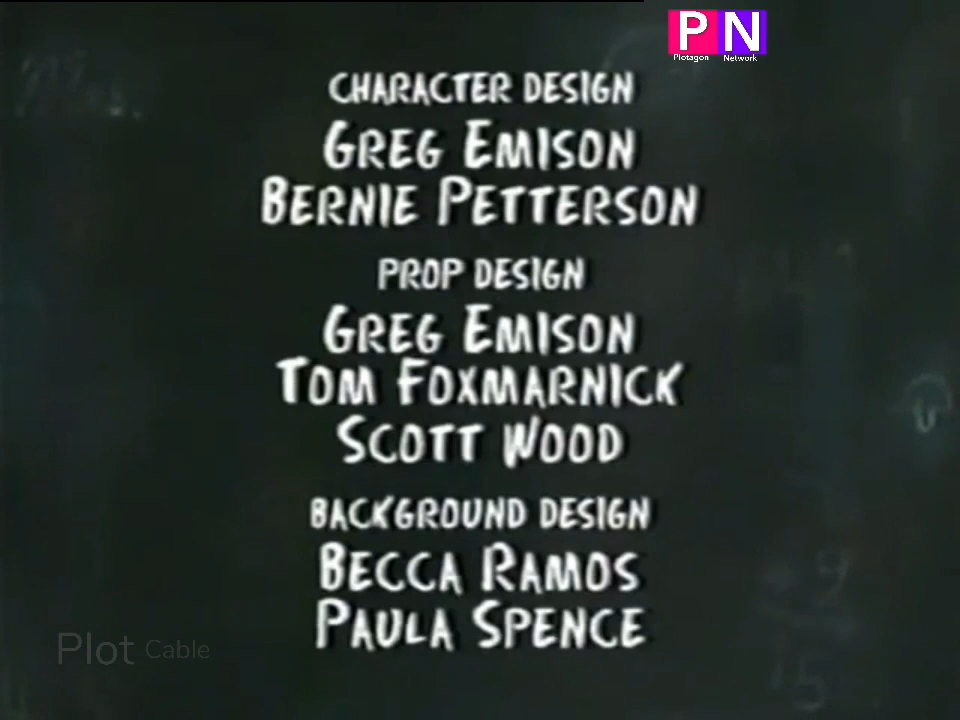 PN
Plotagon Network
CHARACTER DESIGN
GREG EMISON
BERNIE PETTERSON
PROP DESIGN
GREG EMISON
TOM FOXMARNICK
SCOTT WOOD
BACKGROUND DESIGN
BECCA RAMOS
PAULA SPENCE
Plot Cable